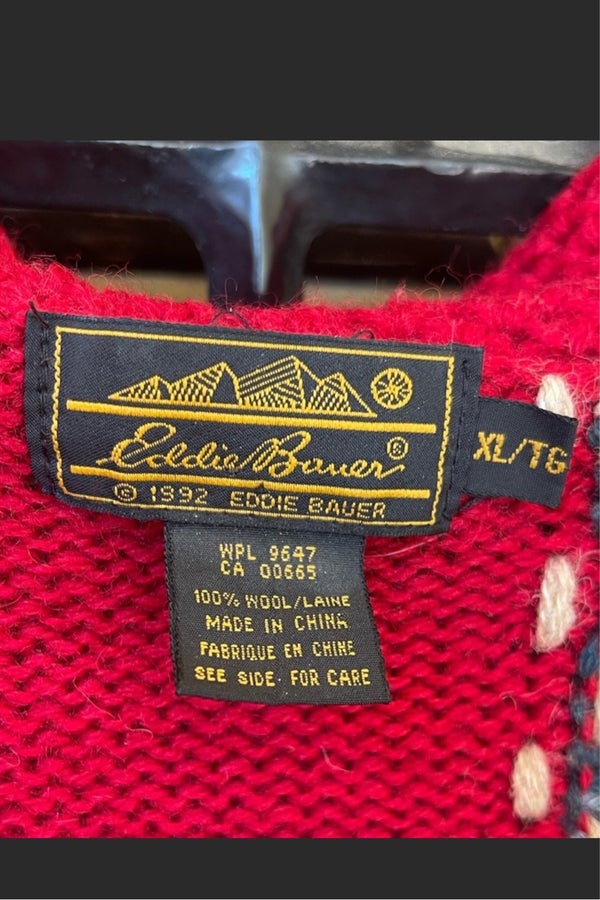 Eddie Bauer®
© 1992 EDDIE BAUER
XL/TG
WPL 9647
CA 00665
100% WOOL/LAINE
MADE IN CHINA
FABRIQUE EN CHINE
SEE SIDE FOR CARE